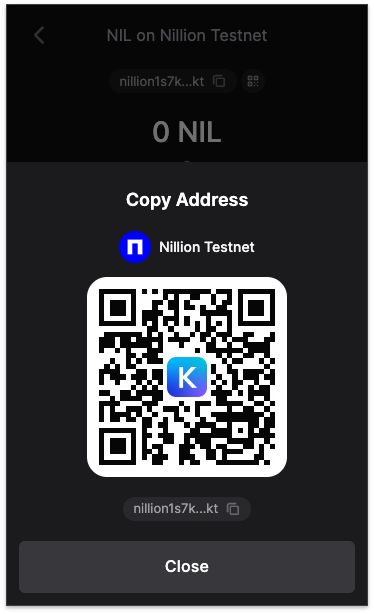 NIL on Nillion Testnet
nillion1s7k...kt
0 NIL
Copy Address
Nillion Testnet
K
nillion1s7k...kt
Close